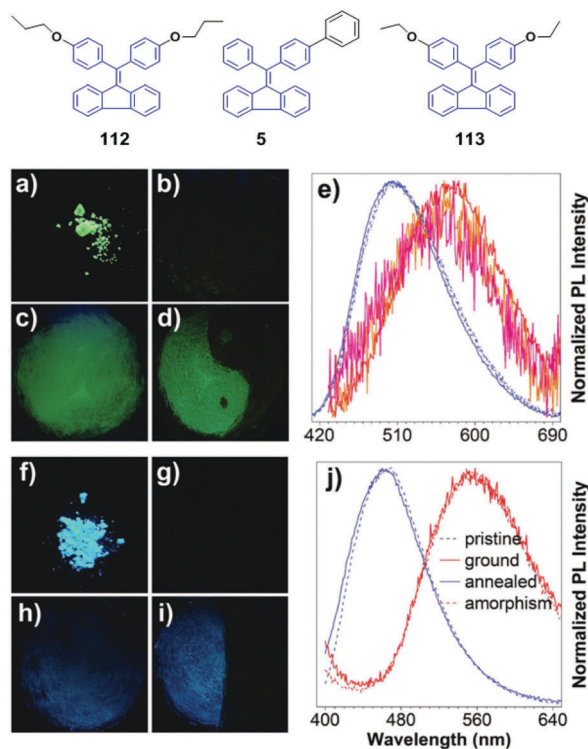 O O O O
112 5 113
a) b)
c) d)
e)
Normalized PL Intensity
420 510 600 690
f) g)
h) i)
j)
pristine
ground
annealed
amorphism
Normalized PL Intensity
400 480 560 640
Wavelength (nm)